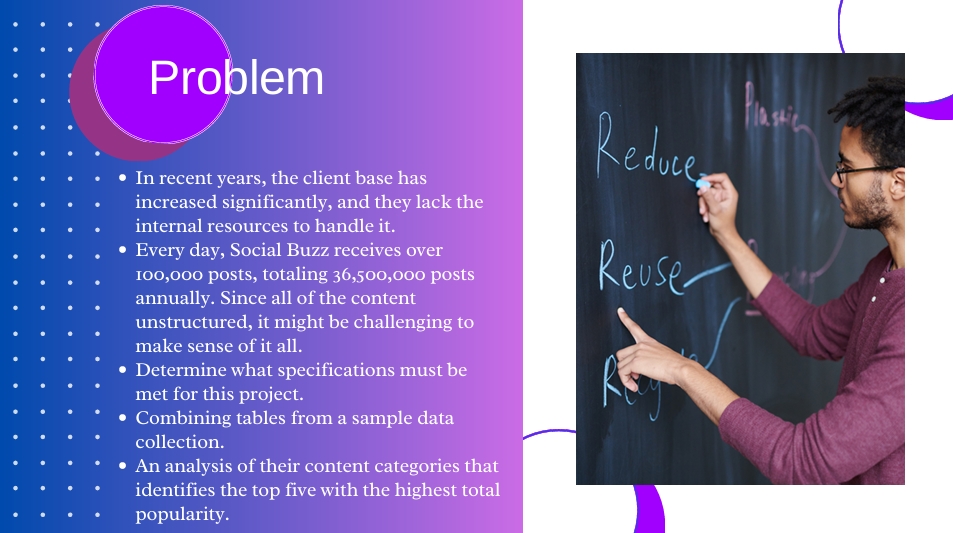 Problem
In recent years, the client base has
increased significantly, and they lack the
internal resources to handle it.
Every day, Social Buzz receives over
100,000 posts, totaling 36,500,000 posts
annually. Since all of the content
unstructured, it might be challenging to
make sense of it all.
Determine what specifications must be
met for this project.
Combining tables from a sample data
collection.
An analysis of their content categories that
identifies the top five with the highest total
popularity.
Plastic
Reduce
Reuse